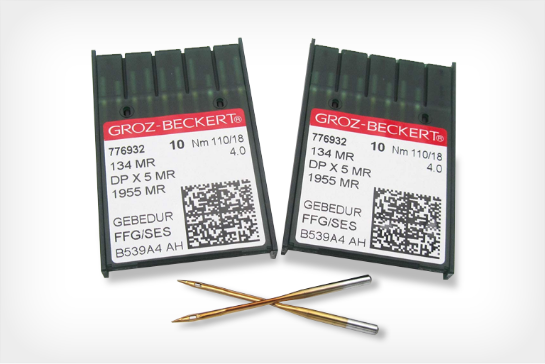 GROZ-BECKERT®
776932 10 Nm 110/18
134 MR 4.0
DP X 5 MR
1955 MR
GEBEDUR
FFG/SES
B539A4 AH
GROZ-BECKERT®
776932 10 Nm 110/18
134 MR 4.0
DP X 5 MR
1955 MR
GEBEDUR
FFG/SES
B539A4 AH